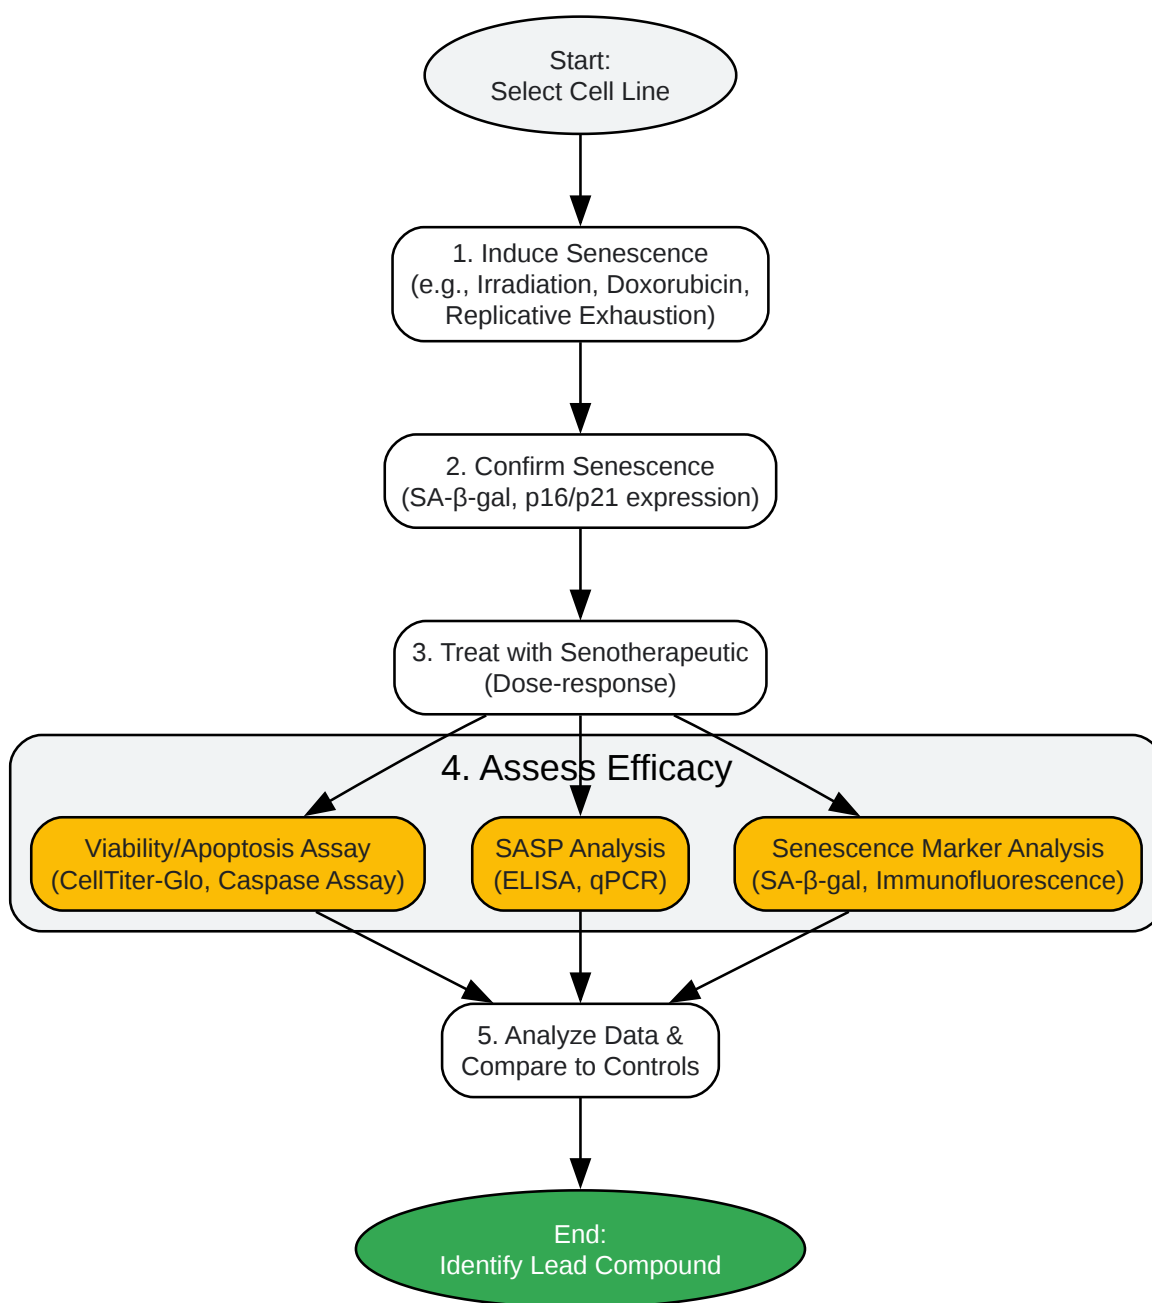 Start:
Select Cell Line
1. Induce Senescence
(e.g., Irradiation, Doxorubicin,
Replicative Exhaustion)
2. Confirm Senescence
(SA-β-gal, p16/p21 expression)
3. Treat with Senotherapeutic
(Dose-response)
4. Assess Efficacy
Viability/Apoptosis Assay
(CellTiter-Glo, Caspase Assay)
SASP Analysis
(ELISA, qPCR)
Senescence Marker Analysis
(SA-β-gal, Immunofluorescence)
5. Analyze Data &
Compare to Controls
End:
Identify Lead Compound